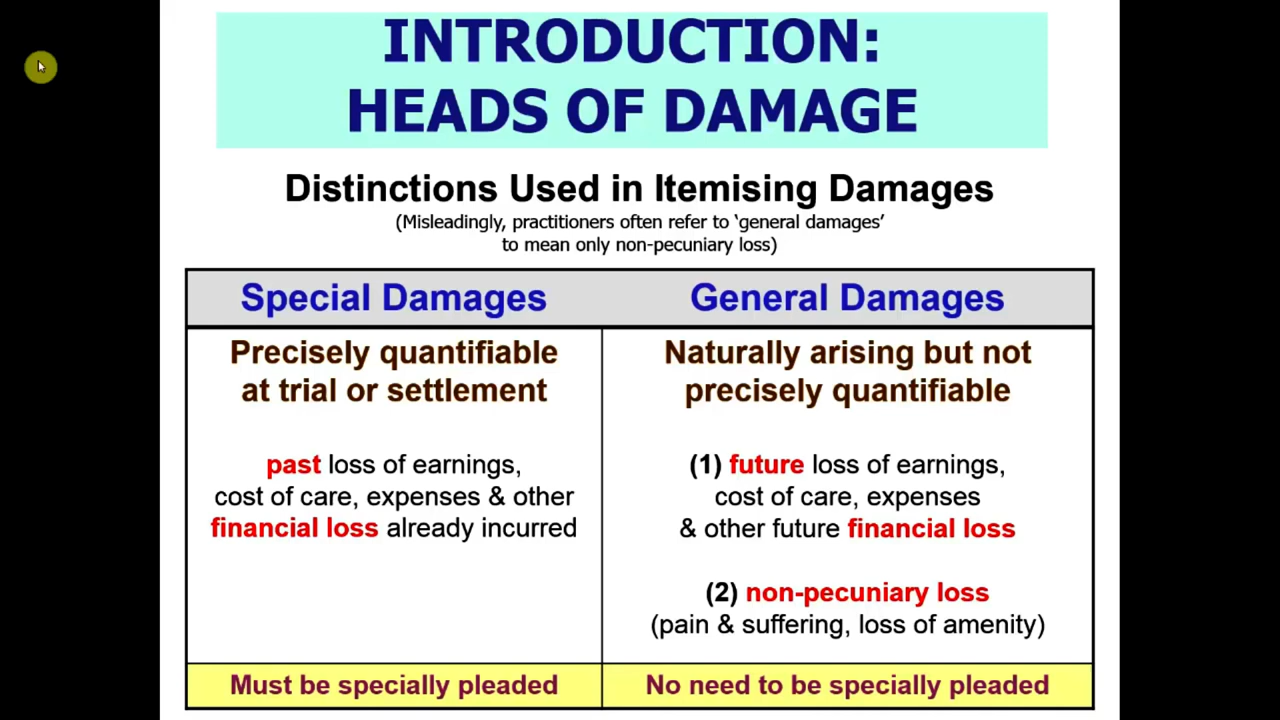 INTRODUCTION:
HEADS OF DAMAGE
Distinctions Used in Itemising Damages
(Misleadingly, practitioners often refer to ‘general damages’
to mean only non-pecuniary loss)
Special Damages
General Damages
Precisely quantifiable
at trial or settlement
Naturally arising but not
precisely quantifiable
past loss of earnings,
cost of care, expenses & other
financial loss already incurred
(1) future loss of earnings,
cost of care, expenses
& other future financial loss
(2) non-pecuniary loss
(pain & suffering, loss of amenity)
Must be specially pleaded
No need to be specially pleaded